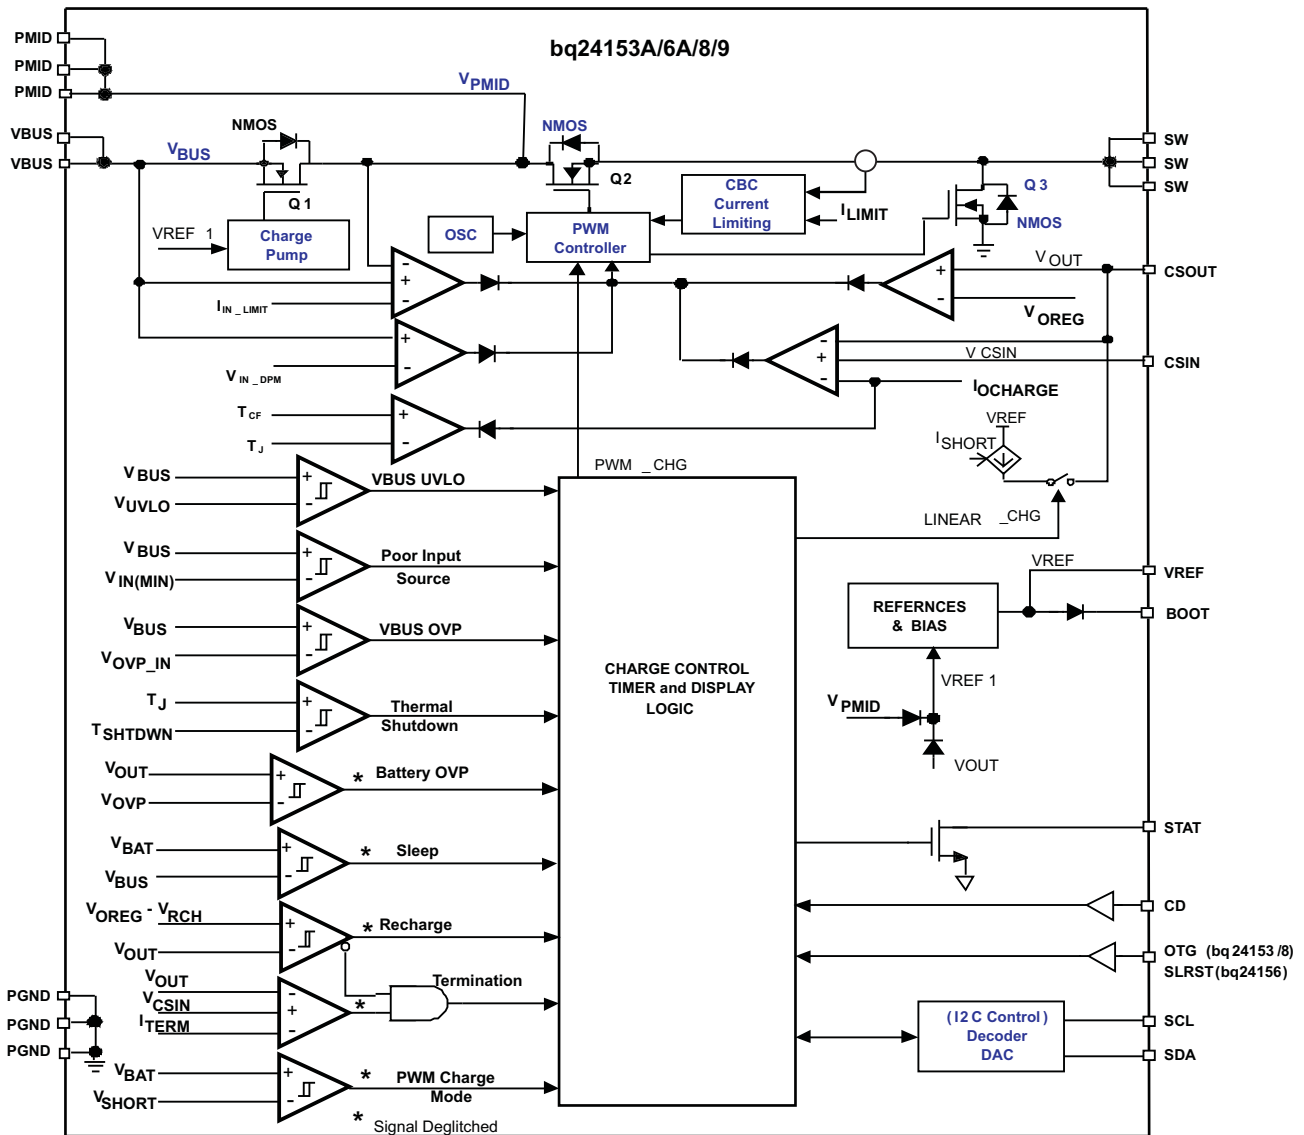 bq24153A/6A/8/9
PMID
PMID
PMID
VPMID
VBUS
VBUS
VBUS
NMOS
Q1
NMOS
Q2
SW
SW
SW
Q 3
NMOS
CBC
Current
Limiting
ILIMIT
VREF 1
Charge
Pump
OSC
PWM
Controller
- + -
IIN _ LIMIT
+ -
V OUT
CSOUT
VOREG
+ -
VIN _DPM
- + -
V CSIN
CSIN
IOCHARGE
TCF
TJ
+ -
VREF
ISHORT
PWM _CHG
LINEAR _CHG
VBUS
VUVLO
+ -
VBUS UVLO
VBUS
VIN(MIN)
+ -
Poor Input
Source
VBUS
VOVP_IN
+ -
VBUS OVP
TJ
TSHTDWN
+ -
Thermal
Shutdown
VOUT
VOVP
+ -
* Battery OVP
VBAT
VBUS
+ -
* Sleep
VOREG - VRCH
VOUT
+ -
* Recharge
VOUT
VCSIN
ITERM
- + -
*
Termination
VBAT
VSHORT
+ -
* PWM Charge
Mode
* Signal Deglitched
CHARGE CONTROL
TIMER and DISPLAY
LOGIC
VREF
VREF
REFERNCES
& BIAS
BOOT
VREF 1
VPMID
VOUT
STAT
CD
OTG (bq24153/8)
SLRST(bq24156)
(I2C Control)
Decoder
DAC
SCL
SDA
PGND
PGND
PGND